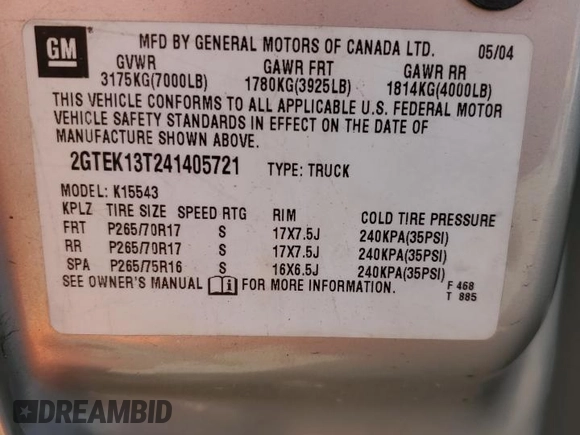 GM
MFD BY GENERAL MOTORS OF CANADA LTD. 05/04
GVWR GAWR FRT GAWR RR
3175KG(7000LB) 1780KG(3925LB) 1814KG(4000LB)
THIS VEHICLE CONFORMS TO ALL APPLICABLE U.S. FEDERAL MOTOR
VEHICLE SAFETY STANDARDS IN EFFECT ON THE DATE OF
MANUFACTURE SHOWN ABOVE.
2GTEK13T241405721 TYPE: TRUCK
MODEL: K15543
KPLZ TIRE SIZE SPEED RTG RIM COLD TIRE PRESSURE
FRT P265/70R17 S 17X7.5J 240KPA(35PSI)
RR P265/70R17 S 17X7.5J 240KPA(35PSI)
SPA P265/75R16 S 16X6.5J 240KPA(35PSI)
SEE OWNER'S MANUAL i FOR MORE INFORMATION.
F 468
T 885
DREAMBID